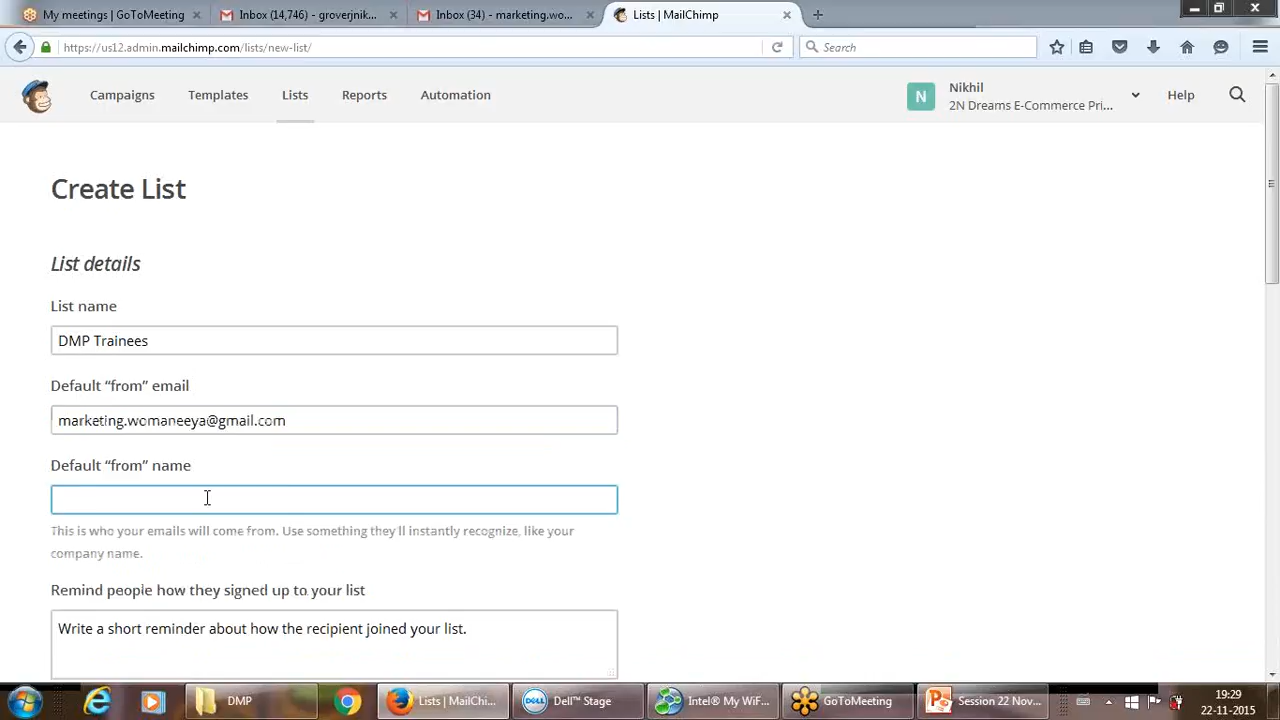 My meetings | GoToMeeting
Inbox (14,746) - groverjnik...
Inbox (34) - marketing.wo...
Lists | MailChimp
https://us12.admin.mailchimp.com/lists/new-list/
Search
Campaigns
Templates
Lists
Reports
Automation
N
Nikhil
2N Dreams E-Commerce Pri...
Help
Create List
List details
List name
DMP Trainees
Default “from” email
marketing.womaneeya@gmail.com
Default “from” name
This is who your emails will come from. Use something they'll instantly recognize, like your
company name.
Remind people how they signed up to your list
Write a short reminder about how the recipient joined your list.
DMP
Lists | MailChi...
DELL
Dell™ Stage
Intel® My WiF...
GoToMeeting
Session 22 Nov...
19:29
22-11-2015